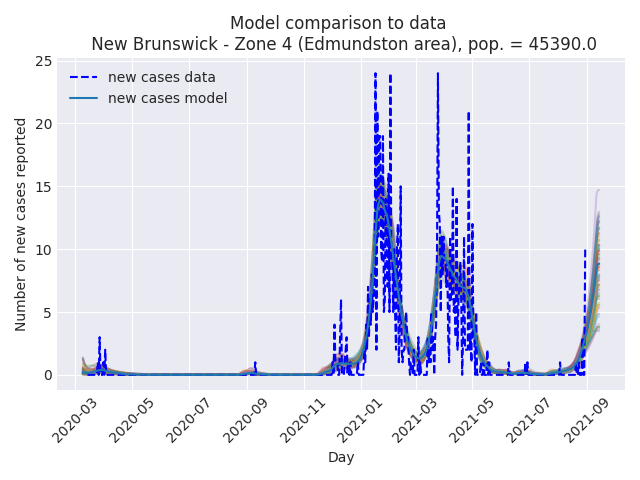 Model comparison to data
New Brunswick - Zone 4 (Edmundston area), pop. = 45390.0
new cases data
new cases model
Number of new cases reported
25
20
15
10
5
0
2020-03
2020-05
2020-07
2020-09
2020-11
2021-01
2021-03
2021-05
2021-07
2021-09
Day